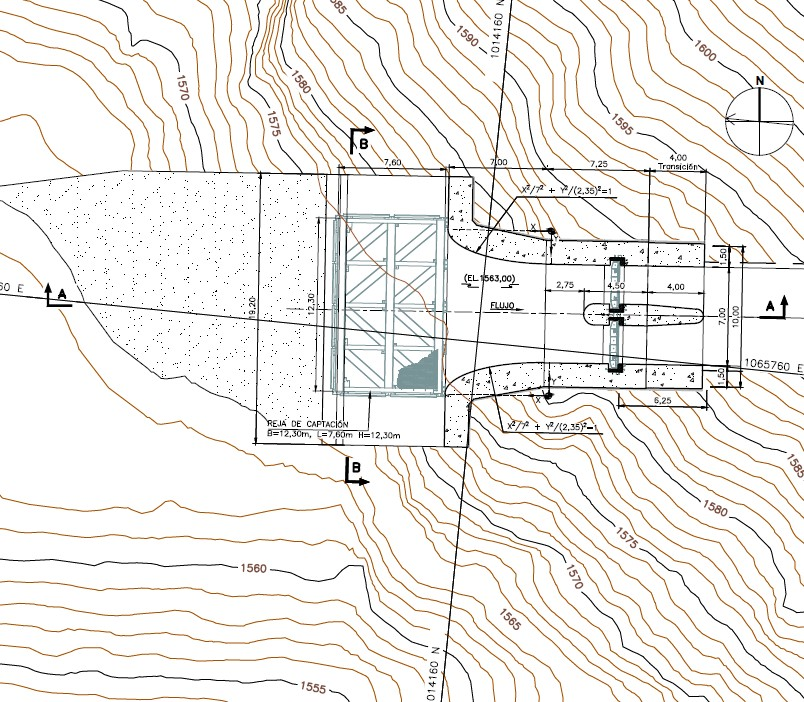 585
1590
1014160 N
1600
1570
1580
1575
1595
N
B
7,60
7,00
7,25
4,00
Transición
X²/7² + Y²/(2,35)²=1
X
Y
1,50
(EL 1563,00)
2,75
4,50
4,00
A
60 E
19,20
12,30
FLUJO
7,00
10,00
A
1065760 E
1,50
Y
X
6,25
REJA DE CAPTACIÓN
B=12,30m, L=7,60m H=12,30m
X²/7² + Y²/(2,35)²=1
B
1585
1580
1575
1560
1570
1565
014160 N
1555